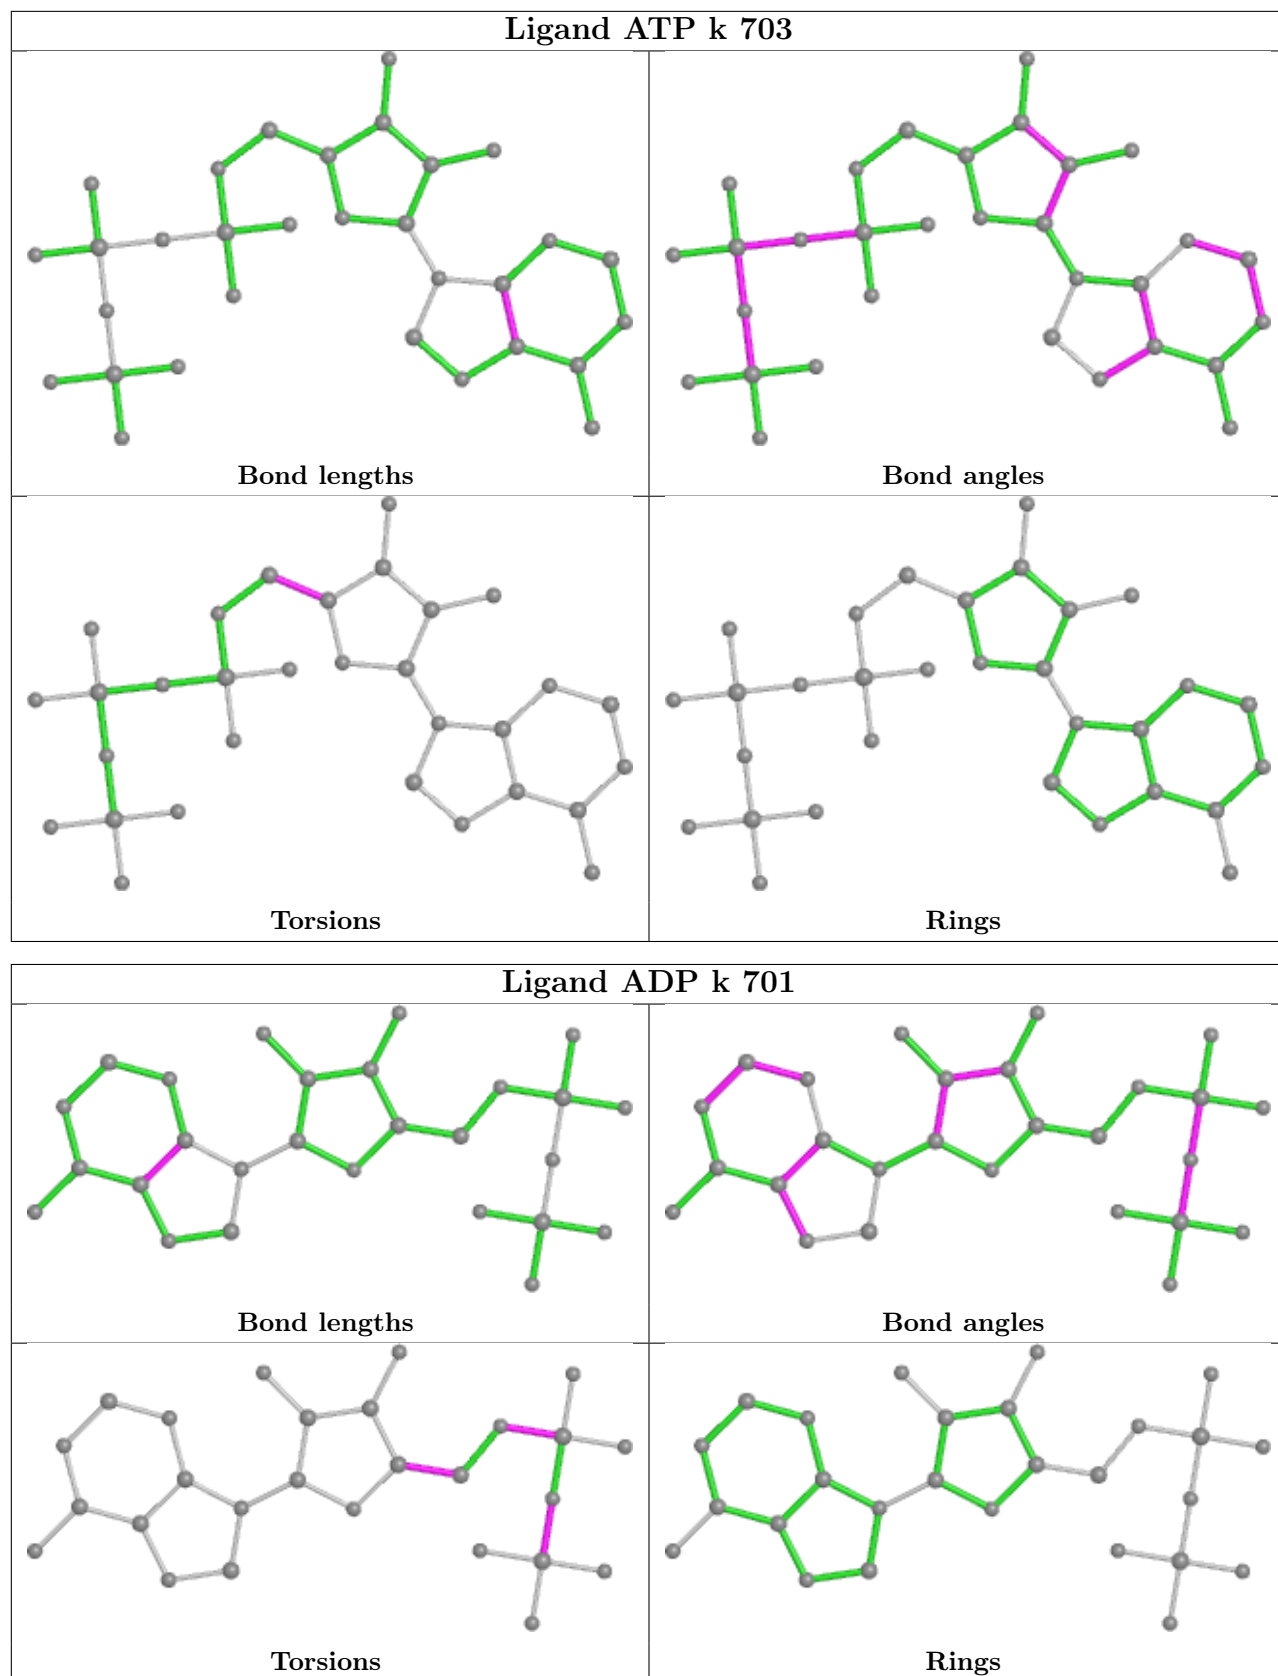 Ligand ATP k 703
Bond lengths
Bond angles
Torsions
Rings
Ligand ADP k 701
Bond lengths
Bond angles
Torsions
Rings